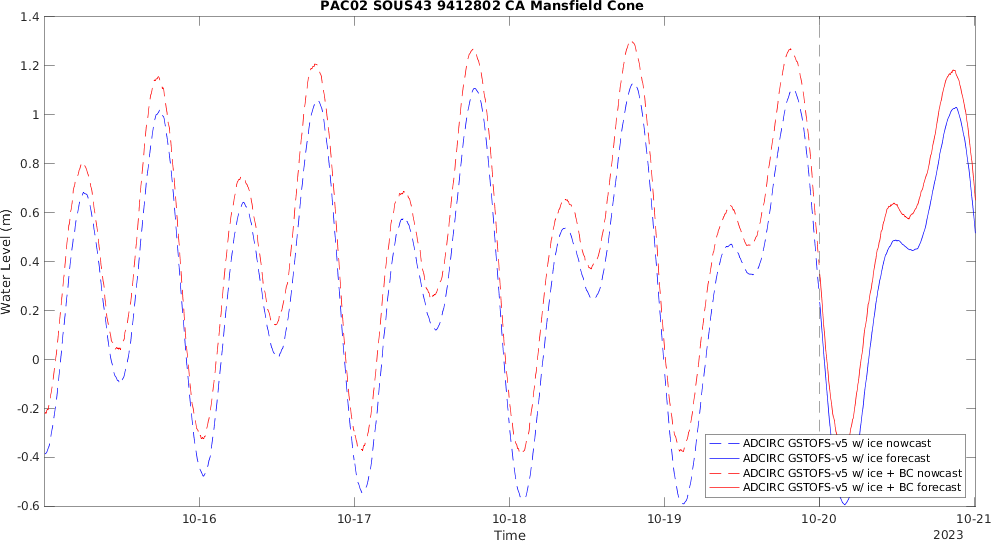 PAC02 SOUS43 9412802 CA Mansfield Cone
1.4
1.2
1
0.8
0.6
0.4
0.2
0
-0.2
-0.4
-0.6
Water Level (m)
ADCIRC GSTOFS-v5 w/ ice nowcast
ADCIRC GSTOFS-v5 w/ ice forecast
ADCIRC GSTOFS-v5 w/ ice + BC nowcast
ADCIRC GSTOFS-v5 w/ ice + BC forecast
10-16 10-17 10-18 10-19 10-20 10-21
Time
2023